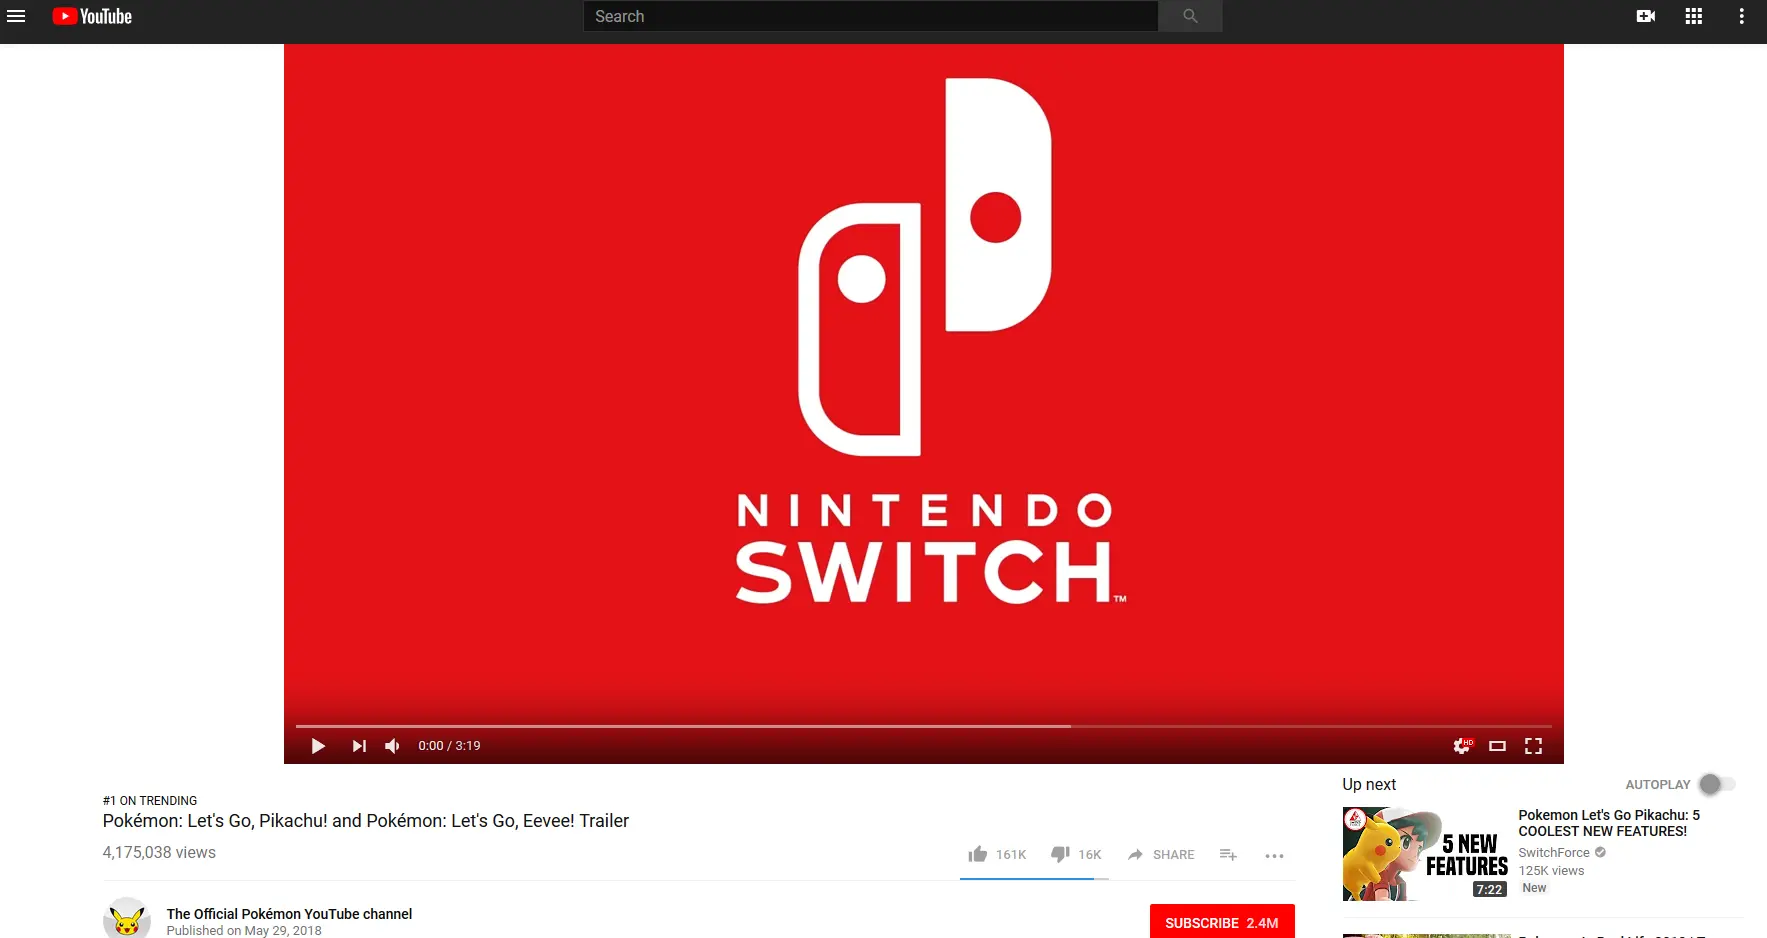 YouTube
Search
NINTENDO
SWITCH™
0:00 / 3:19
HD
#1 ON TRENDING
Pokémon: Let's Go, Pikachu! and Pokémon: Let's Go, Eevee! Trailer
4,175,038 views
161K
16K
SHARE
The Official Pokémon YouTube channel
Published on May 29, 2018
SUBSCRIBE 2.4M
Up next
AUTOPLAY
5 NEW
FEATURES
7:22
Pokemon Let's Go Pikachu: 5
COOLEST NEW FEATURES!
SwitchForce
125K views
New